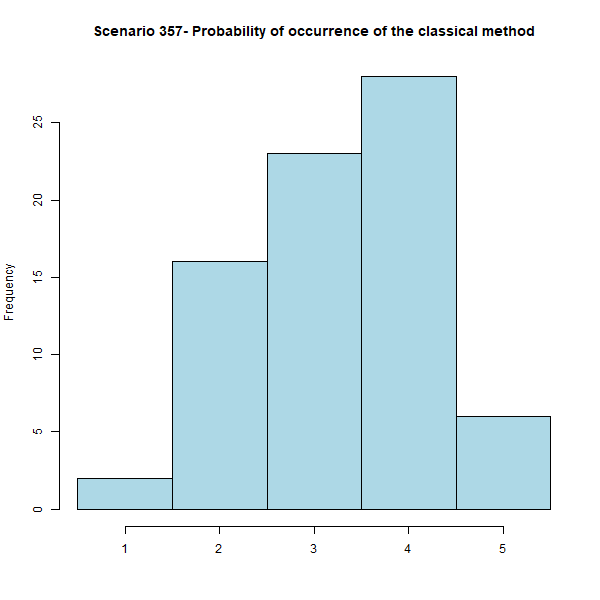 Scenario 357- Probability of occurrence of the classical method
Frequency
25
20
15
10
5
0
1 2 3 4 5